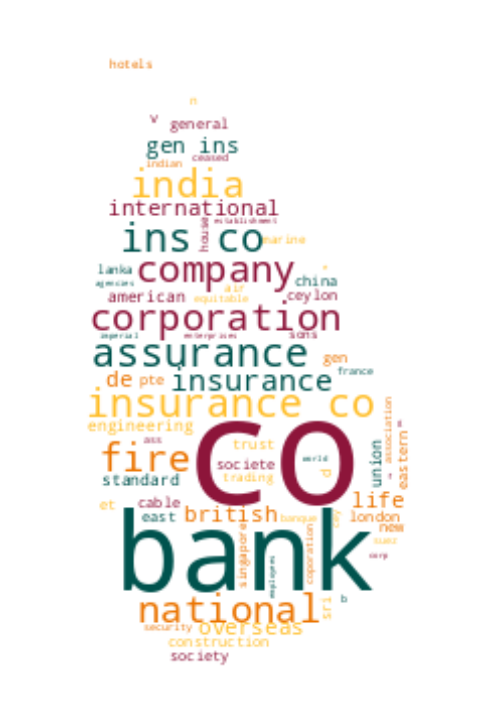 hotels
n
v
general
gen ins
ceased
indian
india
international
establishment
house
ins co
marine
lanka
company
agencies
air
china
american
equitable
ceylon
corporation
imperial
enterprises
sons
assurance
gen
france
de
pte
insurance
insurance co
engineering
ass
association
fire
co
trust
societe
world
trading
d
union
eastern
standard
life
et
cable
east
british
banque
london
new
bank
singapore
employees
coporations
cey
suez
corp
national
sri
b
security
overseas
construction
society